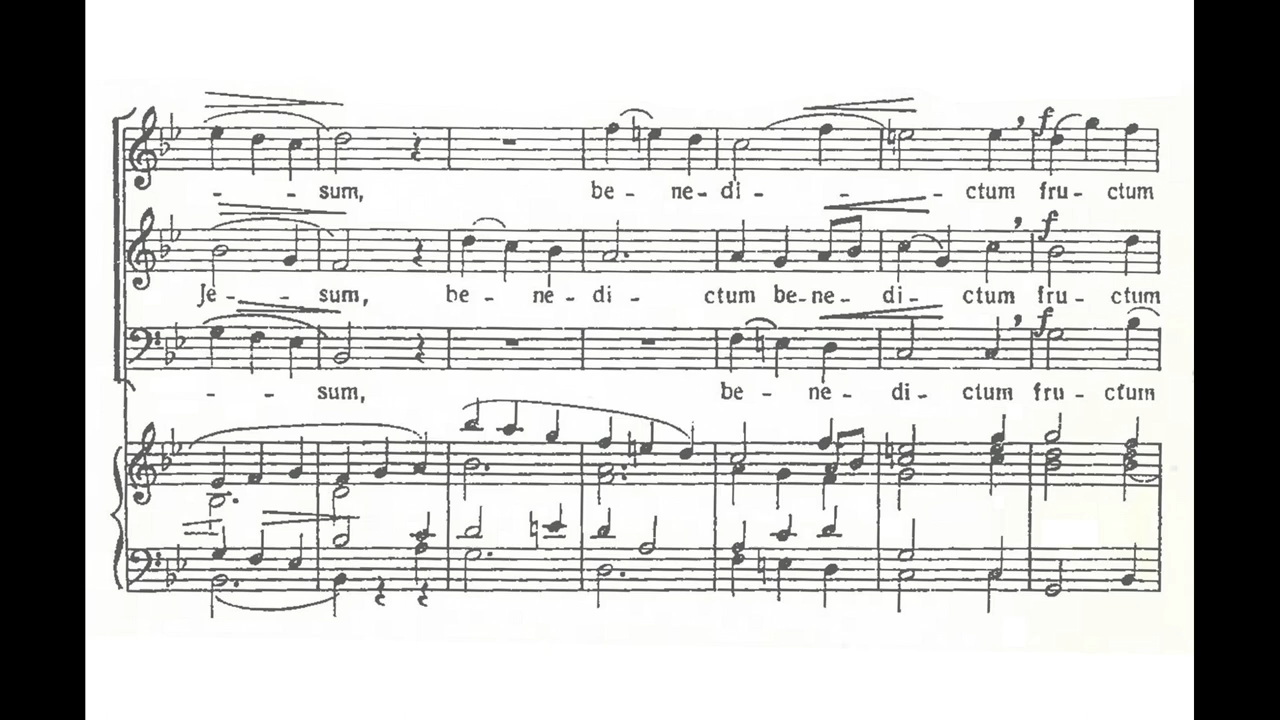 - - sum, be - ne - di - - - ctum fru - ctum
Je - - sum, be - ne - di - ctum be - ne - di - ctum fru - ctum
- - sum, be - ne - di - ctum fru - ctum